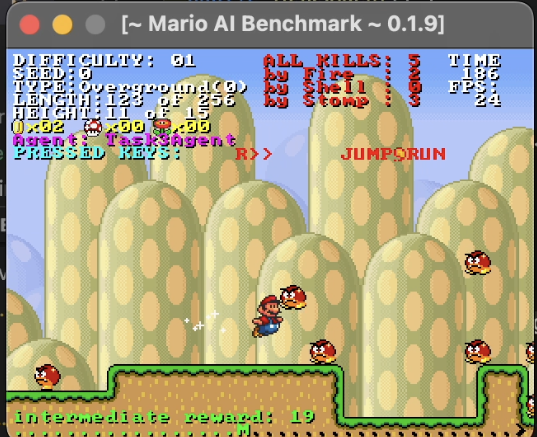 [~ Mario AI Benchmark ~ 0.1.9]
DIFFICULTY: 01 ALL KILLS: 5 TIME
SEED:0 by Fire : 2 186
TYPE:Overground(0) by Shell : 0 FPS:
LENGTH:123 of 256 by Stomp : 3 24
HEIGHT:11 of 15
x02 x00 x00
Agent: Task3Agent
PRESSED KEYS: R>> JUMP RUN
intermediate reward: 19
M